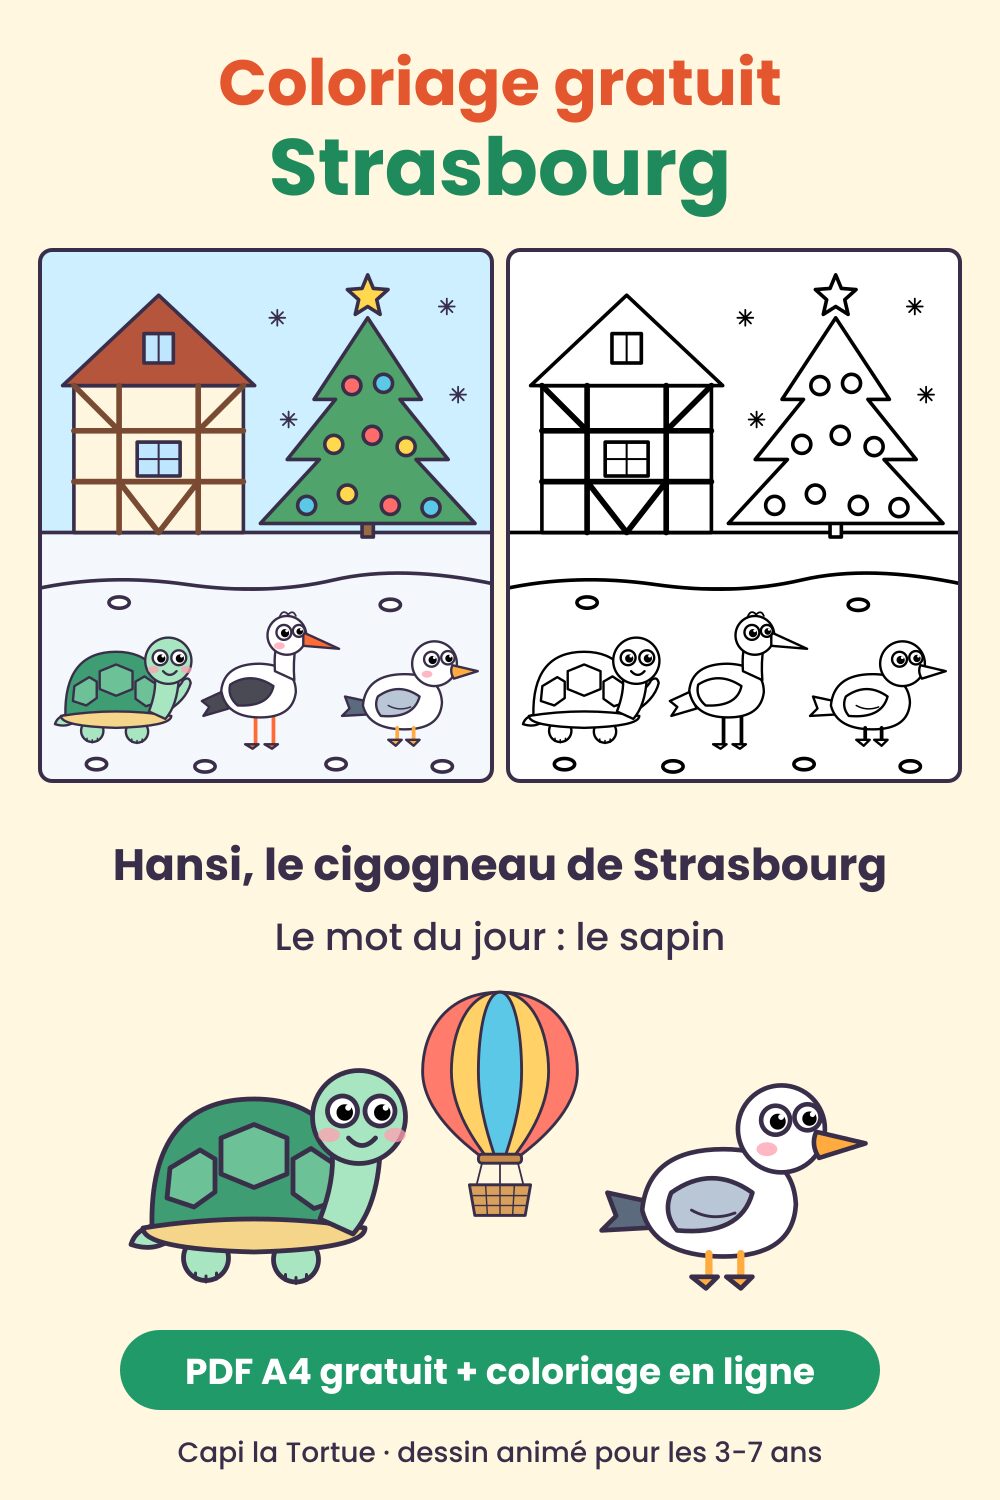 Coloriage gratuit
Strasbourg
Hansi, le cigogneau de Strasbourg
Le mot du jour : le sapin
PDF A4 gratuit + coloriage en ligne
Capi la Tortue · dessin animé pour les 3-7 ans